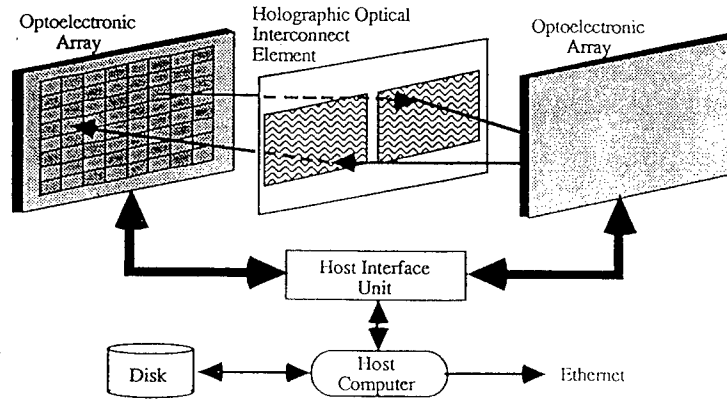 Optoelectronic
Array
Holographic Optical
Interconnect
Element
Optoelectronic
Array
Host Interface
Unit
Disk
Host
Computer
Ethernet